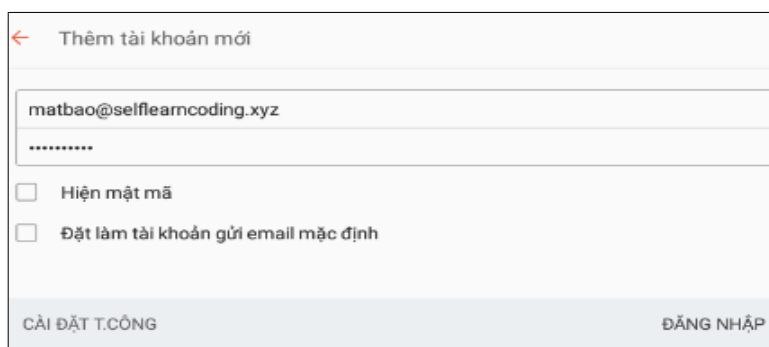 Thêm tài khoản mới
matbao@selflearncoding.xyz
••••••••••
Hiện mật mã
Đặt làm tài khoản gửi email mặc định
CÀI ĐẶT T.CÔNG
ĐĂNG NHẬP